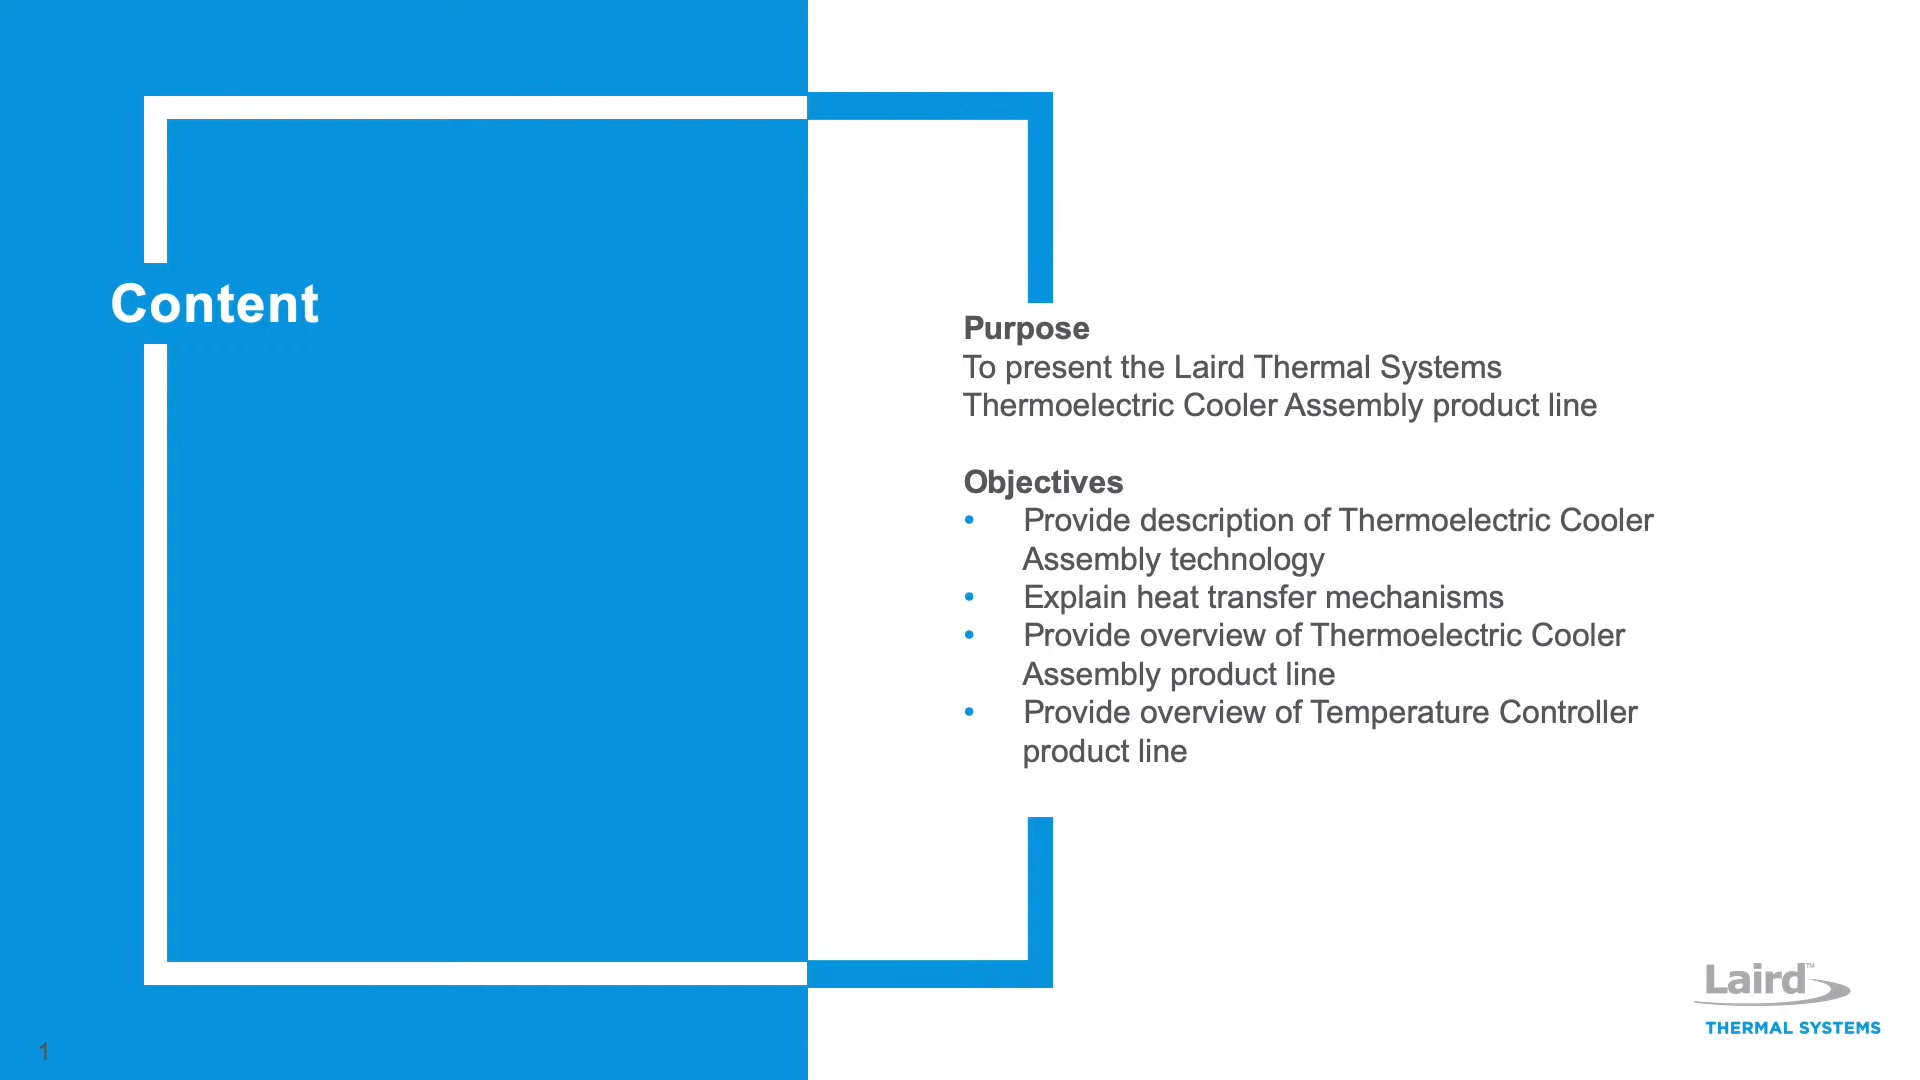 Content
Purpose
To present the Laird Thermal Systems
Thermoelectric Cooler Assembly product line
Objectives
• Provide description of Thermoelectric Cooler
Assembly technology
• Explain heat transfer mechanisms
• Provide overview of Thermoelectric Cooler
Assembly product line
• Provide overview of Temperature Controller
product line
Laird™
THERMAL SYSTEMS
1